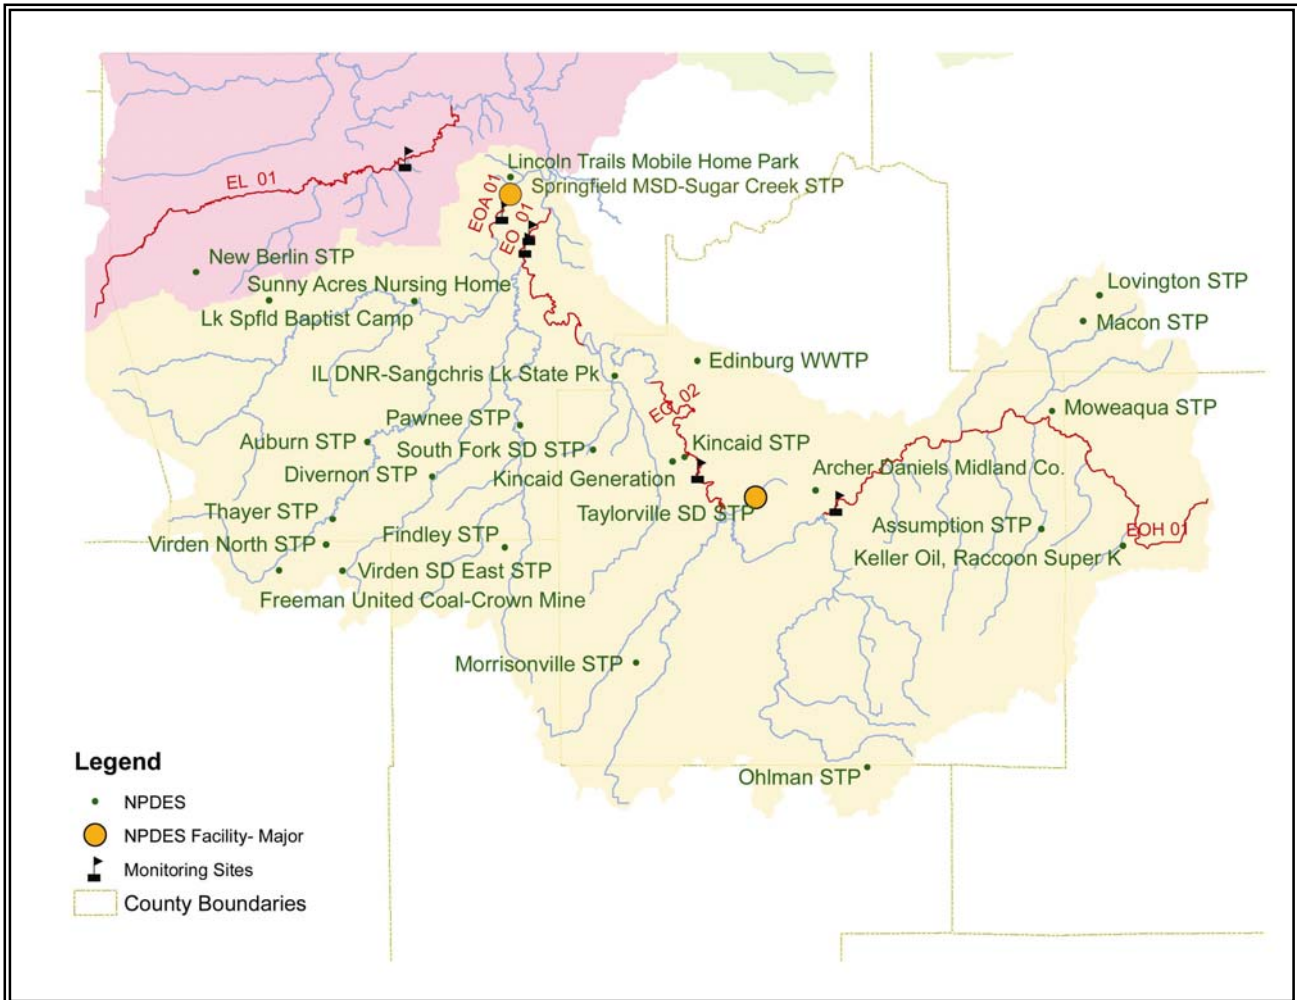 Lincoln Trails Mobile Home Park
EL 01
EOA 01
Springfield MSD-Sugar Creek STP
EO 01
New Berlin STP
Sunny Acres Nursing Home
Lk Spfld Baptist Camp
Lovington STP
Macon STP
IL DNR-Sangchris Lk State Pk
Edinburg WWTP
EO 02
Pawnee STP
Moweaqua STP
Auburn STP
South Fork SD STP
Kincaid STP
Divernon STP
Kincaid Generation
Archer Daniels Midland Co.
Thayer STP
Taylorville SD STP
Assumption STP
EOH 01
Virden North STP
Findley STP
Keller Oil, Raccoon Super K
Virden SD East STP
Freeman United Coal-Crown Mine
Morrisonville STP
Ohlman STP
Legend
NPDES
NPDES Facility- Major
Monitoring Sites
County Boundaries